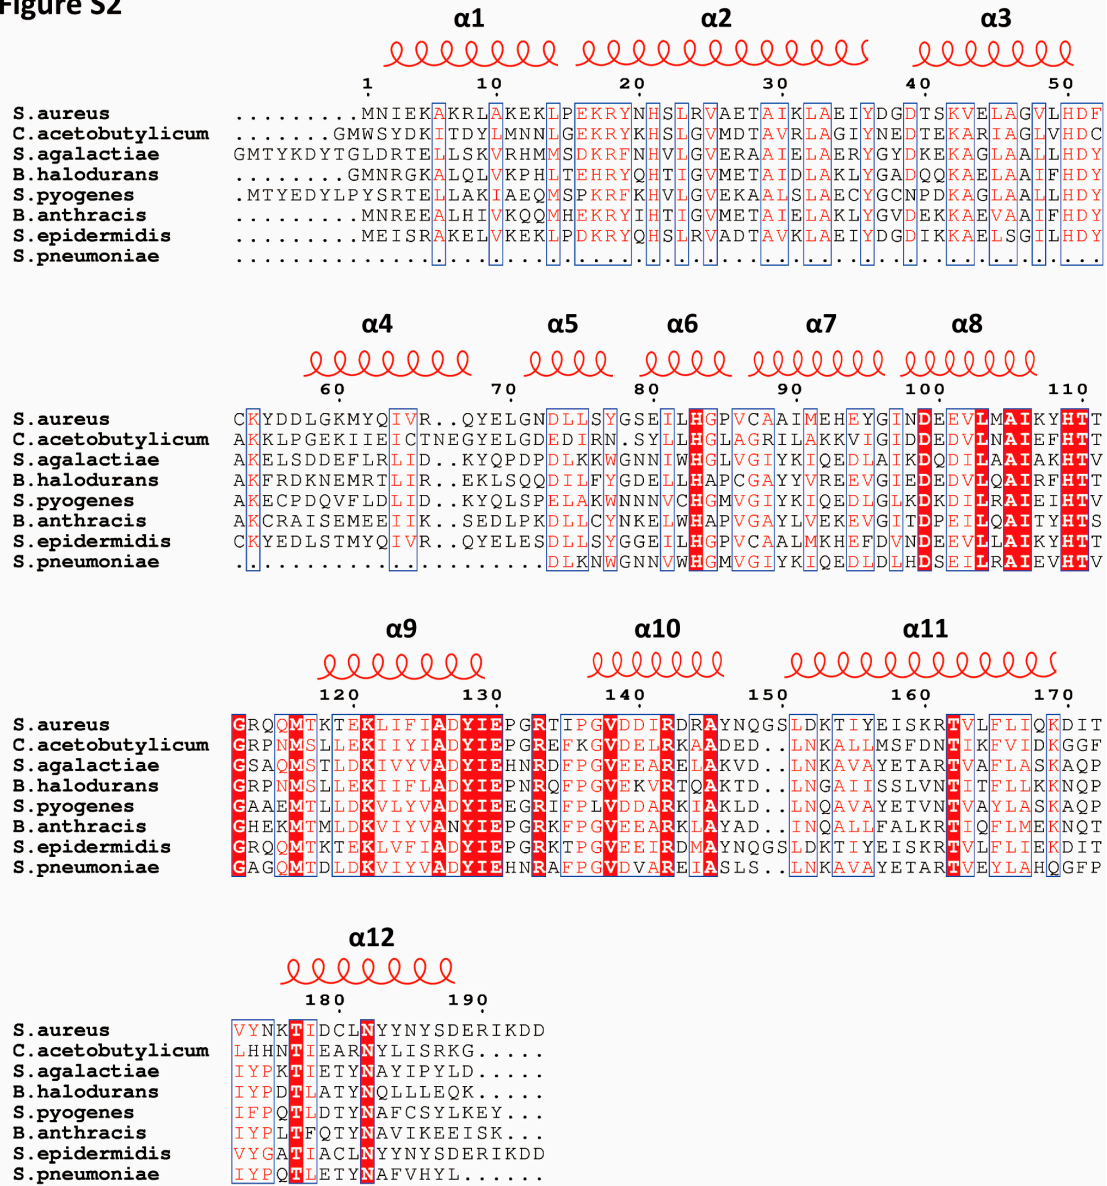 Figure S2
α1 α2 α3
1 10 20 30 40 50
S.aureus .........MNIEKAKRLAKEKLPEKRYNHSLRVAETAIKLAEIYDGDTSKVELAGVLHDF
C.acetobutylicum .......GMWSYDKITDYLMNNLGEKRYKHSLGVMDTAVRLAGIYNEDTEKARIAGLVHDC
S.agalactiae GMTYKDYTGLDRTELLSKVRHMMSDKRFNHVLGVERAAIELAERYGYDKEKAGLAALLHDY
B.halodurans ........GMNRGKALQLVKPHLTEHRYQHTIGVMETAIDLAKLYGADQQKAELAAIFHDY
S.pyogenes .MTYEDYLPYSRTELLAKIAEQMSPKRFKHVLGVEKAALSLAECYGCNPDKAGLAALLHDY
B.anthracis .........MNREEALHIVKQQMHEKRYIHTIGVMETAIELAKLYGVDEKKAEVAAIFHDY
S.epidermidis .........MEISRAKELVKEKLPDKRYQHSLRVADTAVKLAEIYDGDIKKAELSGILHDY
S.pneumoniae .............................................................
α4 α5 α6 α7 α8
60 70 80 90 100 110
S.aureus CKYDDLGKMYQIVR..QYELGNDLLSYGSEILHGPVCAAIMEHEYGINDEEVLMAIKYHTT
C.acetobutylicum AKKLPGEKIIEICTNEGYELGDEDIRN.SYLLHGLAGRILAKKVIGIDDEDVLNAIEFHTT
S.agalactiae AKELSDDEFLRLID..KYQPDPDLKKWGNNIWHGLVGIYKIQEDLAIKDQDILAAIAKHTV
B.halodurans AKFRDKNEMRTLIR..EKLSQQDILFYGDELLHAPCGAYYVREEVGIEDEDVLQAIRFHTT
S.pyogenes AKECPDQVFLDLID..KYQLSPELAKWNNNVCHGMVGIYKIQEDLGLKDKDILRAIEIHTV
B.anthracis AKCRAISEMEEIIK..SEDLPKDLLCYNKELWHAPVGAYLVEKEVGITDPEILQAITYHTS
S.epidermidis CKYEDLSTMYQIVR..QYELESDLLSYGGEILHGPVCAALMKHEFDVNDEEVLLAIKYHTT
S.pneumoniae ......................DLKNWGNNVWHGMVGIYKIQEDLDLHDSEILRAIEVHTV
α9 α10 α11
120 130 140 150 160 170
S.aureus GRQQMTKTEKLIFIADYIEPGRTIPGVDDIRDRAYNQGSLDKTIYEISKRTVLFLIQKDIT
C.acetobutylicum GRPNMSLLEKIIYIADYIEPGREFKGVDELRKAADED..LNKALLMSFDNTIKFVIDKGGF
S.agalactiae GSAQMSTLDKIVYVADYIEHNRDFPGVEEARELAKVD..LNKAVAYETARTVAFLASKAQP
B.halodurans GRPNMSLLEKIIFLADYIEPNRQFPGVEKVRTQAKTD..LNGAIISSLVNTITFLLKKNQP
S.pyogenes GAAEMTLLDKVLYVADYIEEGRIFPLVDDARKIAKLD..LNQAVAYETVNTVAYLASKAQP
B.anthracis GHEKMTMLDKVIYVANYIEPGRKFPGVEEARKLAYAD..INQALLFALKRTIQFLMEKNQT
S.epidermidis GRQQMTKTEKLVFIADYIEPGRKTPGVEEIRDMAYNQGSLDKTIYEISKRTVLFLIEKDIT
S.pneumoniae GAGQMTDLDKVIYVADYIEHNRAFPGVDVAREIASLS..LNKAVAYETARTVEYLAHQGFP
α12
180 190
S.aureus VYNKTIDCLNYYNYSDERIKDD
C.acetobutylicum LHHNTIEARNYLISRKG.....
S.agalactiae IYPKTIETYNAYIPYLD.....
B.halodurans IYPDTLATYNQLLLEQK.....
S.pyogenes IFPQTLDTYNAFCSYLKEY...
B.anthracis IYPLTFQTYNAVIKEEISK...
S.epidermidis VYGATIACLNYYNYSDERIKDD
S.pneumoniae IYPQTLETYNAFVHYL......